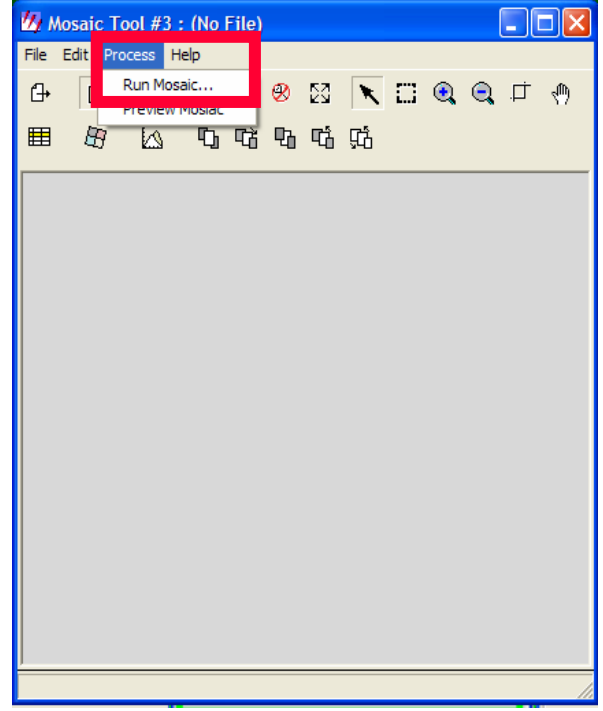 Mosaic Tool #3 : (No File)
File Edit Process Help
Run Mosaic...
Preview Mosiac